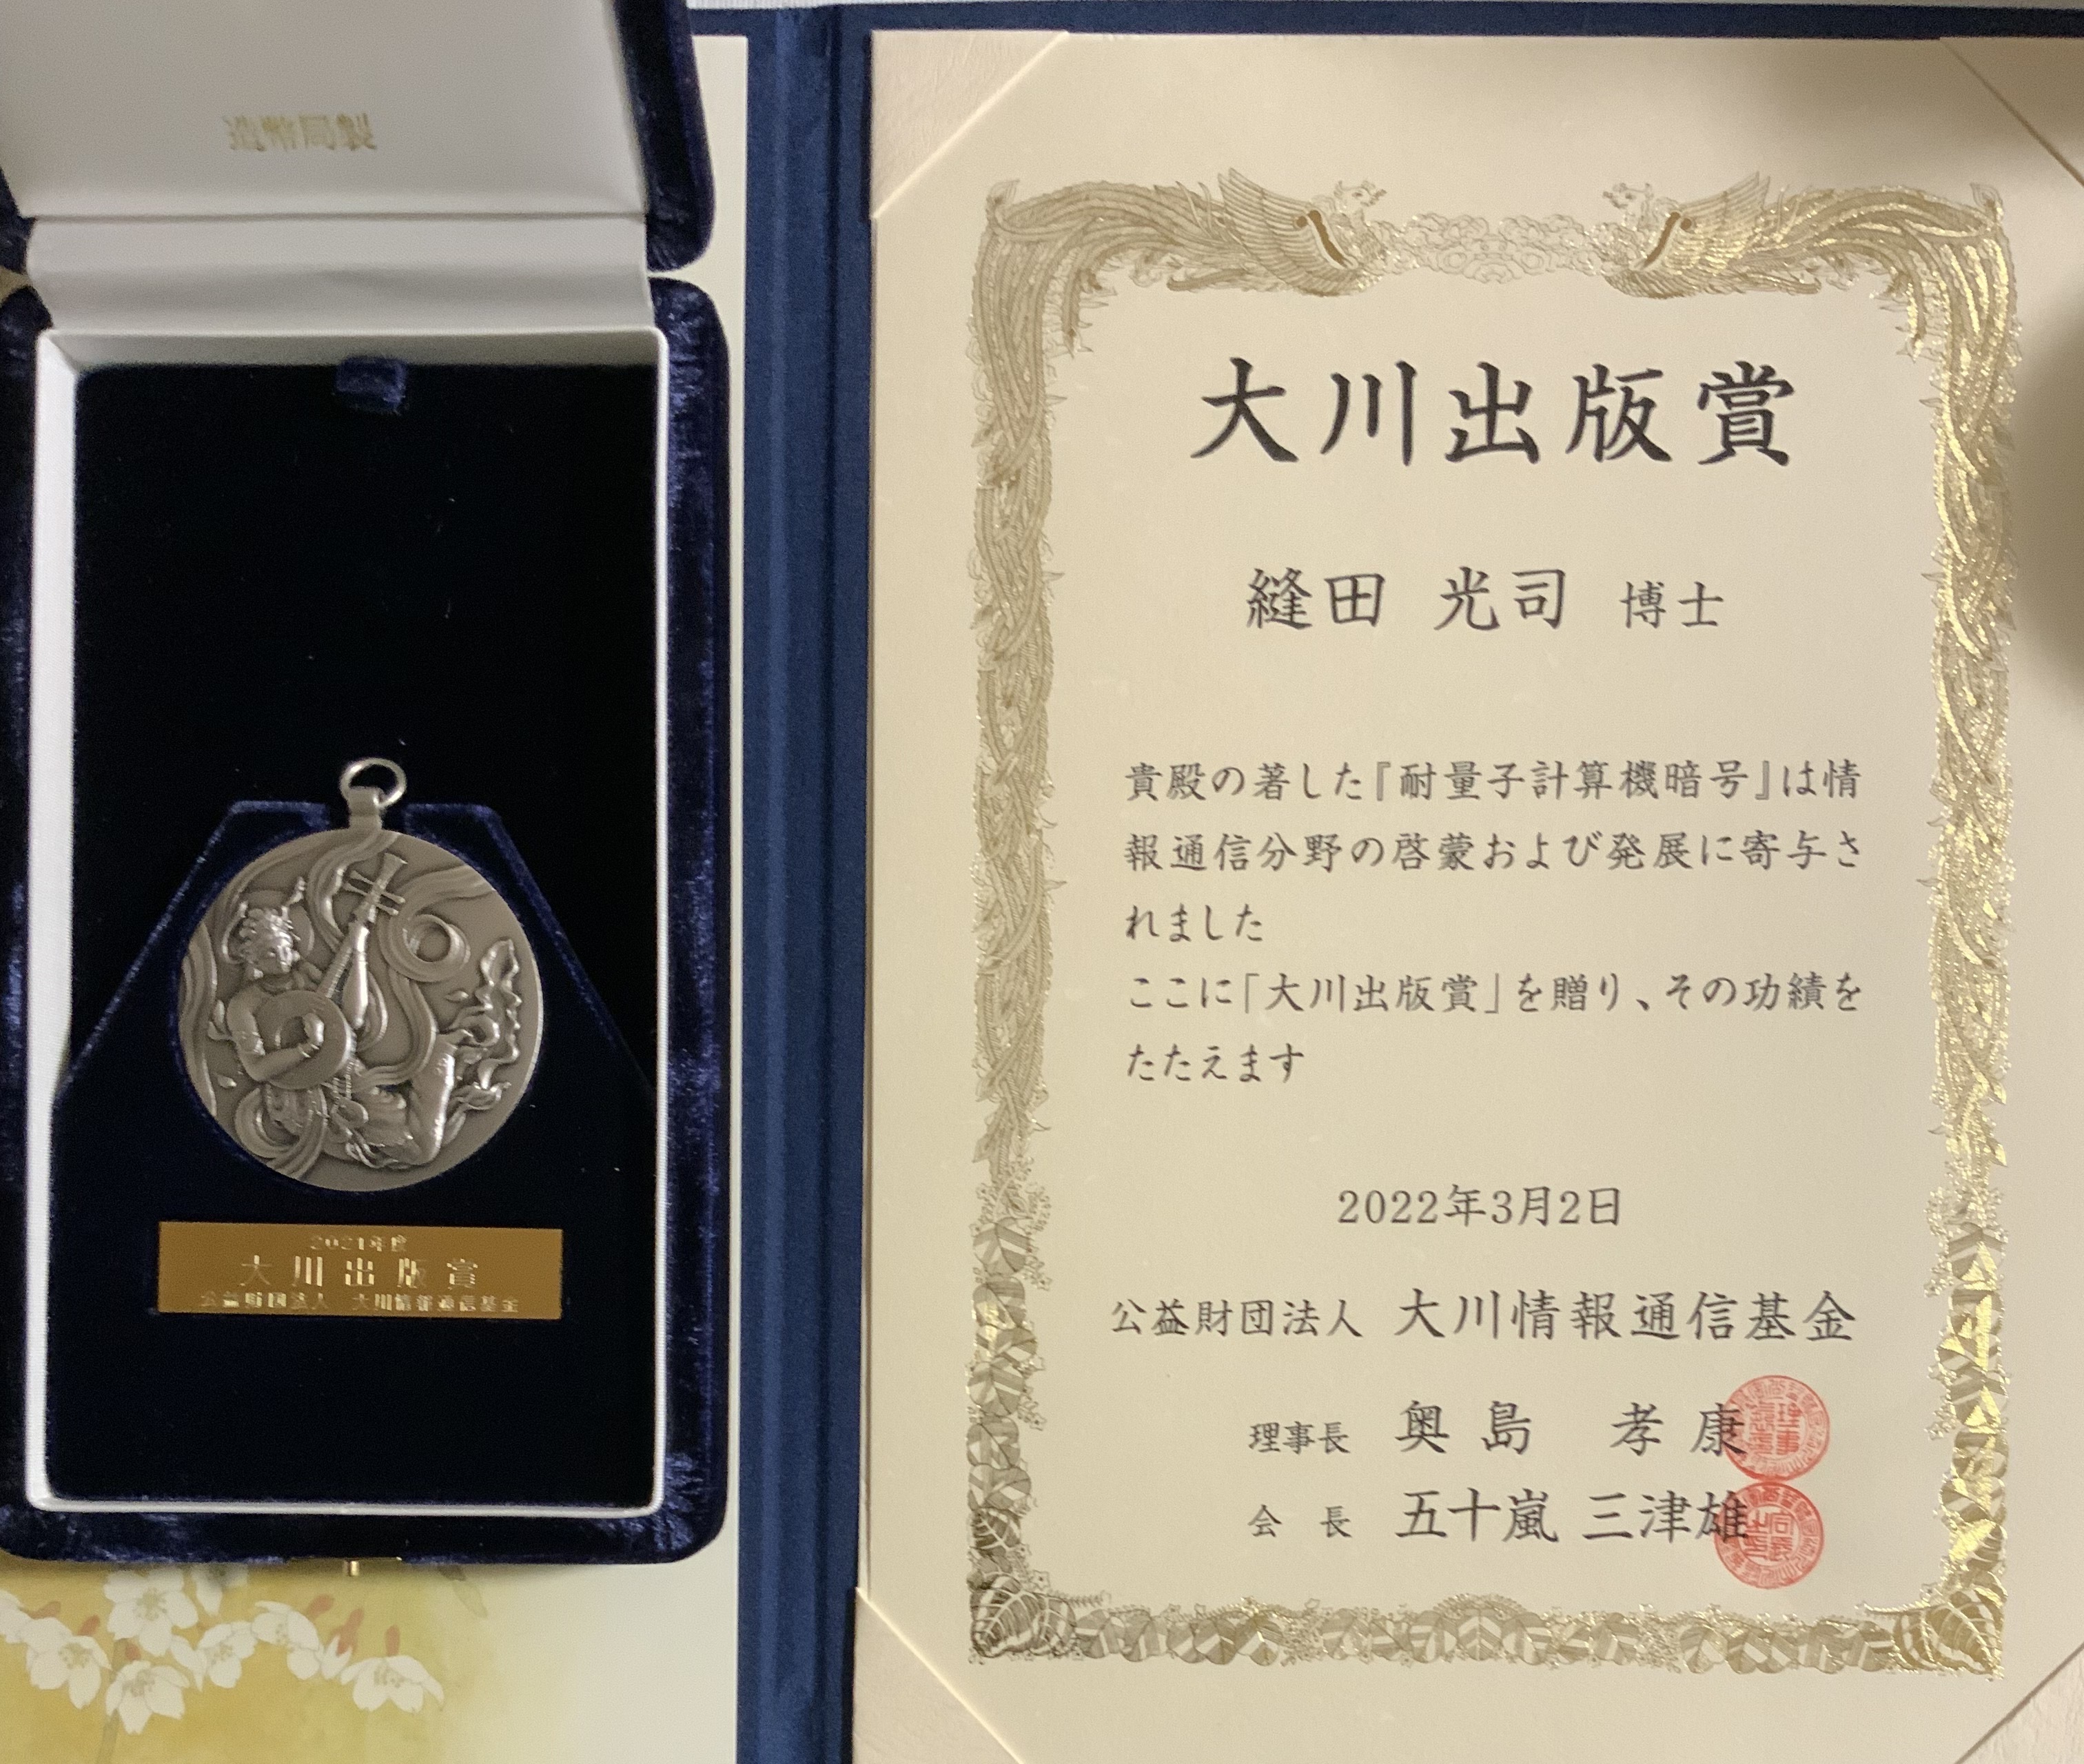 造幣局製
2021年度
大川出版賞
公益財団法人 大川情報通信基金
大川出版賞
縫田 光司 博士
貴殿の著した『耐量子計算機暗号』は情
報通信分野の啓蒙および発展に寄与さ
れました
ここに「大川出版賞」を贈り、その功績を
たたえます
2022年3月2日
公益財団法人 大川情報通信基金
理事長 奥島 孝康
会長 五十嵐 三津雄